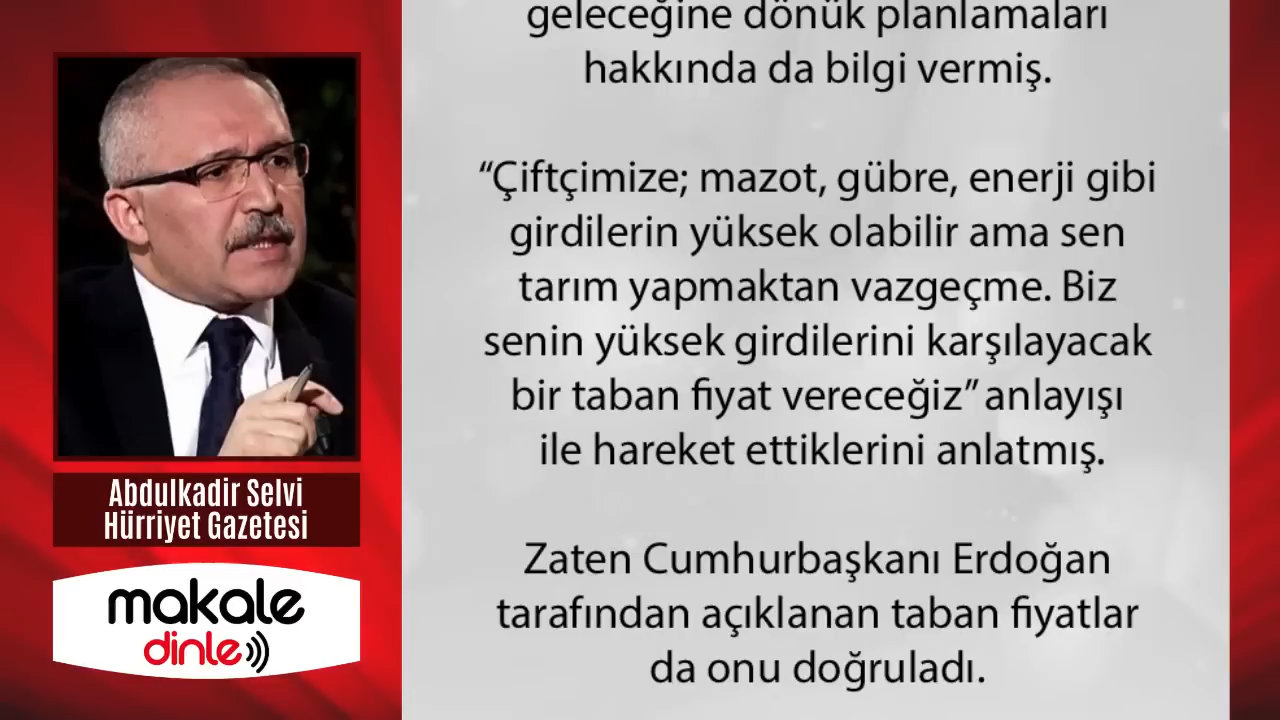 geleceğine dönük planlamaları
hakkında da bilgi vermiş.
“Çiftçimize; mazot, gübre, enerji gibi
girdilerin yüksek olabilir ama sen
tarım yapmaktan vazgeçme. Biz
senin yüksek girdilerini karşılayacak
bir taban fiyat vereceğiz” anlayışı
ile hareket ettiklerini anlatmış.
Zaten Cumhurbaşkanı Erdoğan
tarafından açıklanan taban fiyatlar
da onu doğruladı.
Abdulkadir Selvi
Hürriyet Gazetesi
makale
dinle